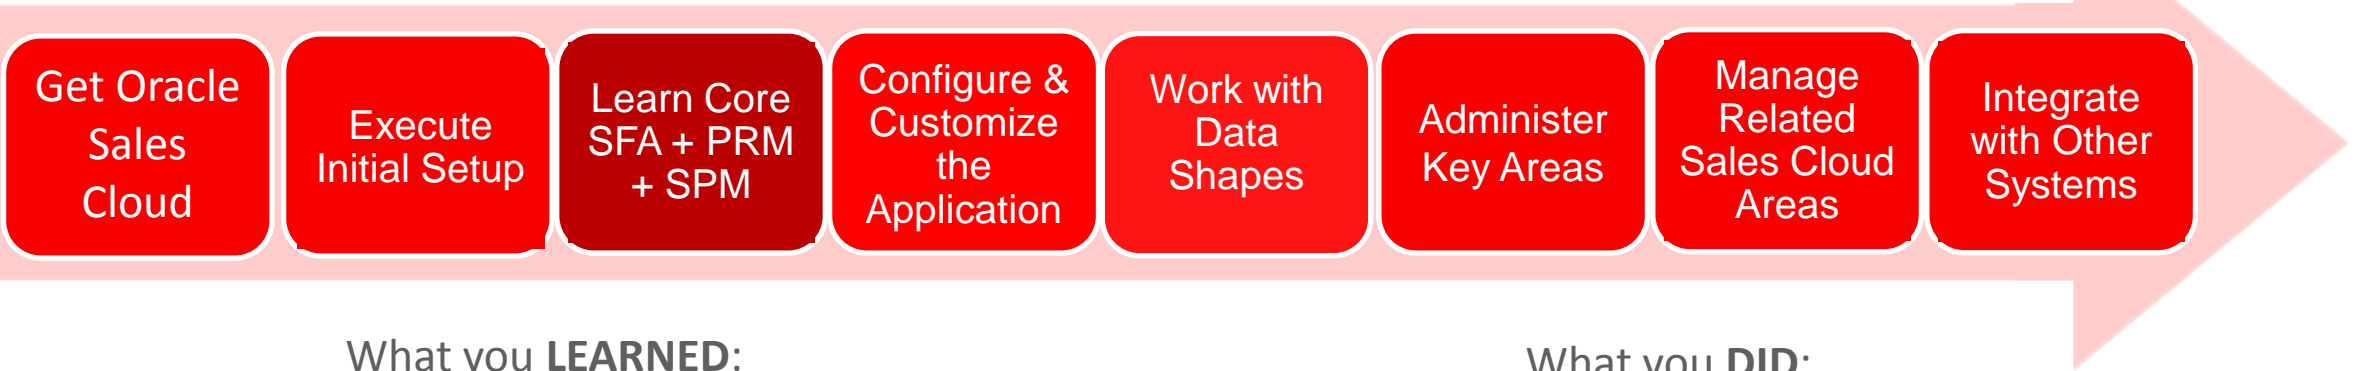 Get Oracle
Sales
Cloud
Execute
Initial Setup
Learn Core
SFA + PRM
+ SPM
Configure &
Customize
the
Application
Work with
Data
Shapes
Administer
Key Areas
Manage
Related
Sales Cloud
Areas
Integrate
with Other
Systems
What you LEARNED:
What you DID: